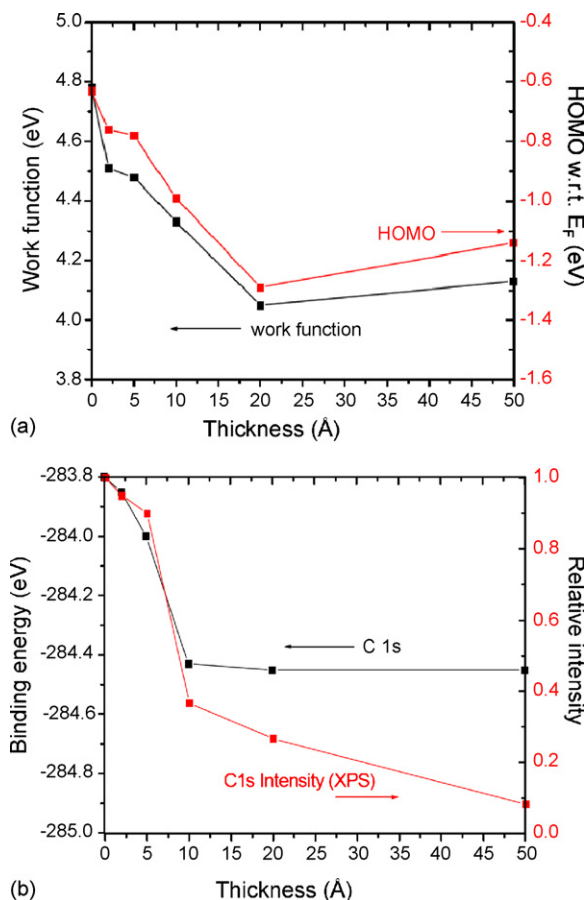 5.0
4.8
4.6
4.4
4.2
4.0
3.8
Work function (eV)
-0.4
-0.6
-0.8
-1.0
-1.2
-1.4
-1.6
HOMO w.r.t. E_F (eV)
HOMO
work function
0 5 10 15 20 25 30 35 40 45 50
(a)
Thickness (Å)
-283.8
-284.0
-284.2
-284.4
-284.6
-284.8
-285.0
Binding energy (eV)
1.0
0.8
0.6
0.4
0.2
0.0
Relative intensity
C 1s
C1s Intensity (XPS)
0 5 10 15 20 25 30 35 40 45 50
(b)
Thickness (Å)